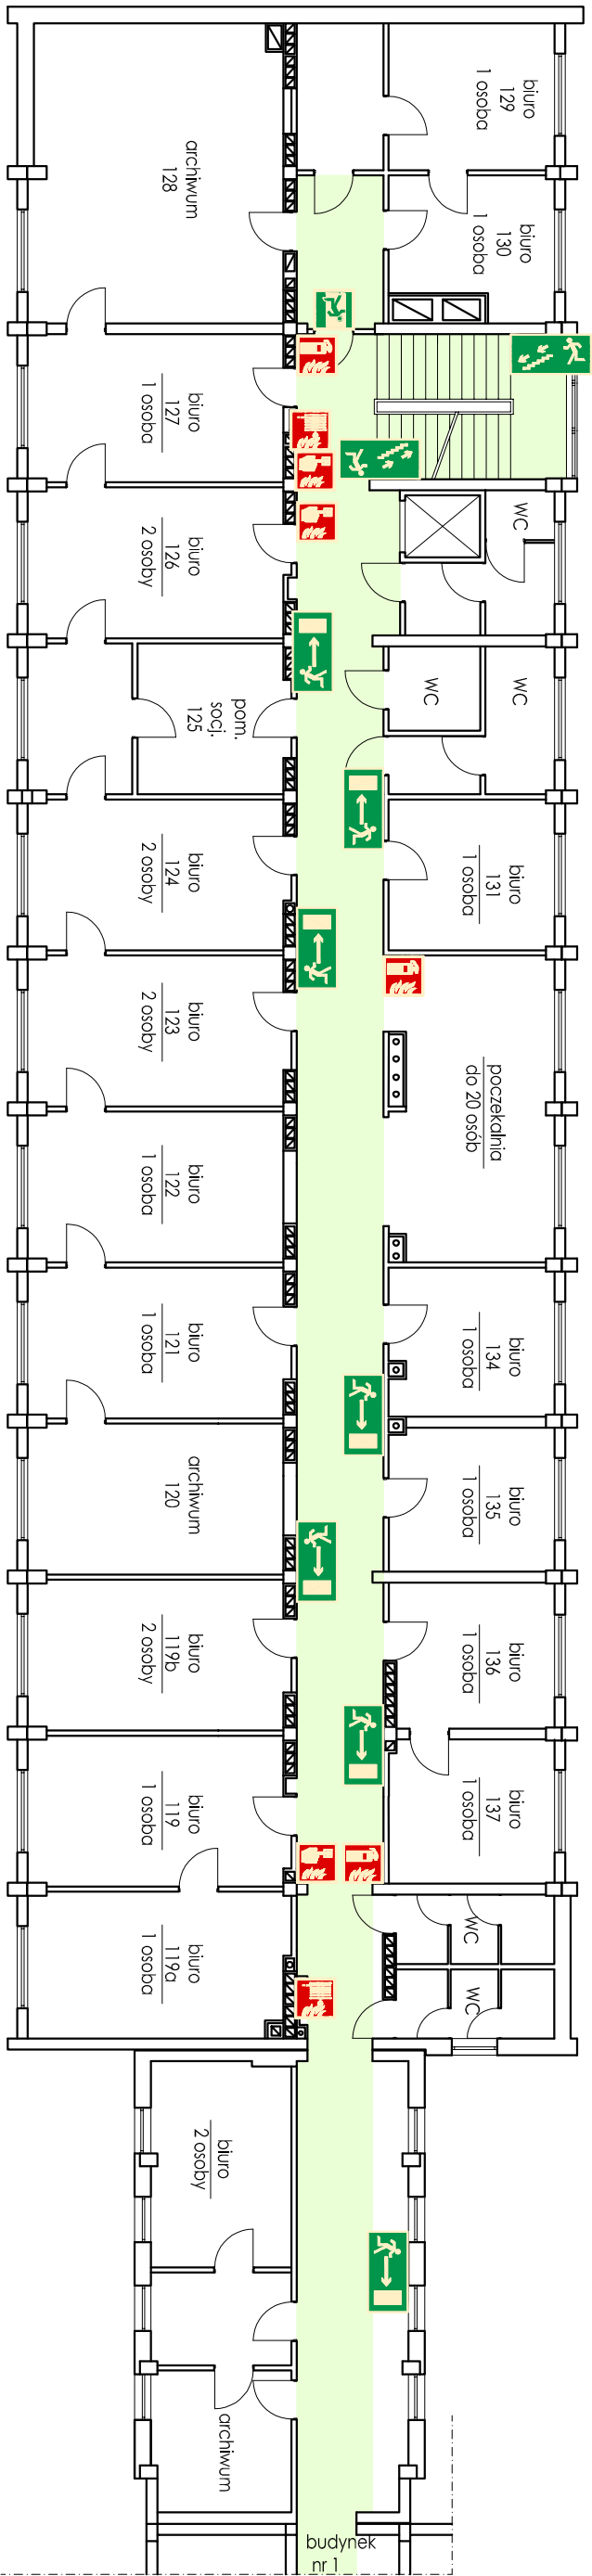 biuro
129
1 osoba
biuro
130
1 osoba
archiwum
128
biuro
127
1 osoba
biuro
126
2 osoby
WC
WC
WC
pom.
socj.
125
biuro
124
2 osoby
biuro
131
1 osoba
biuro
123
2 osoby
poczekalnia
do 20 osób
biuro
122
1 osoba
biuro
121
1 osoba
biuro
134
1 osoba
archiwum
120
biuro
135
1 osoba
biuro
119b
2 osoby
biuro
136
1 osoba
biuro
119
1 osoba
biuro
137
1 osoba
biuro
119a
1 osoba
WC
WC
biuro
2 osoby
archiwum
budynek
nr 1